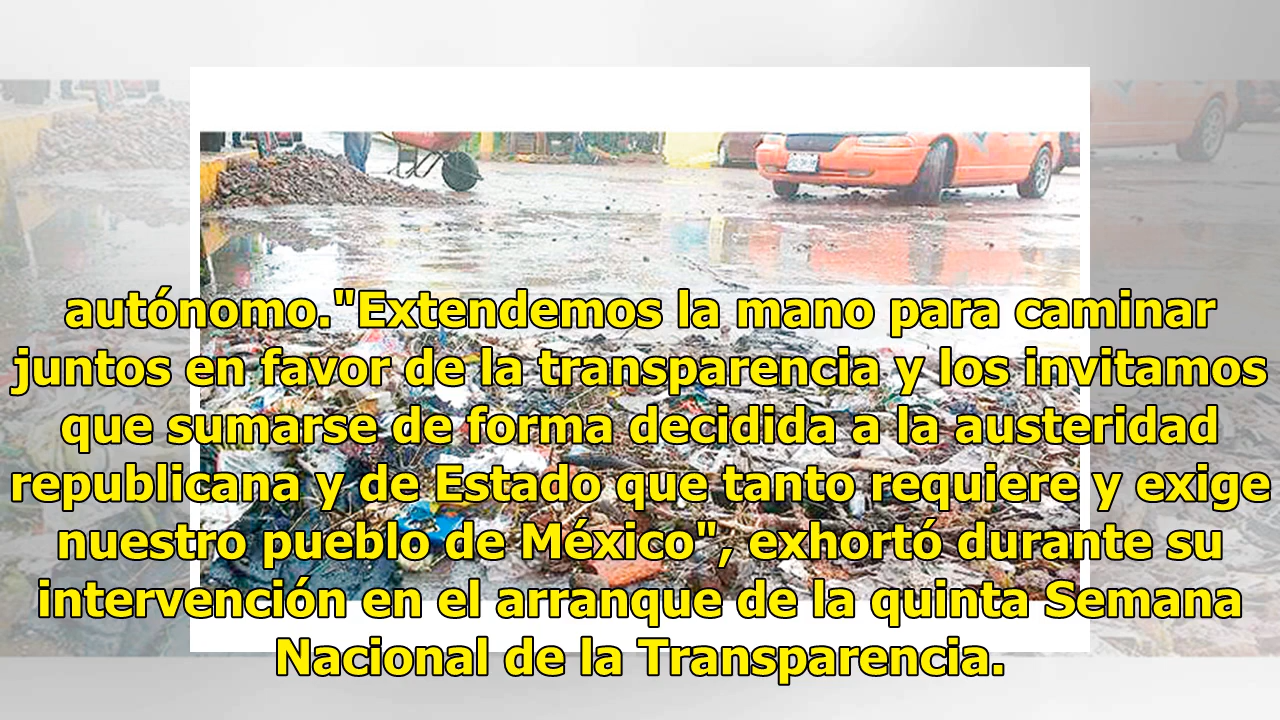 autónomo."Extendemos la mano para caminar
juntos en favor de la transparencia y los invitamos
que sumarse de forma decidida a la austeridad
republicana y de Estado que tanto requiere y exige
nuestro pueblo de México", exhortó durante su
intervención en el arranque de la quinta Semana
Nacional de la Transparencia.